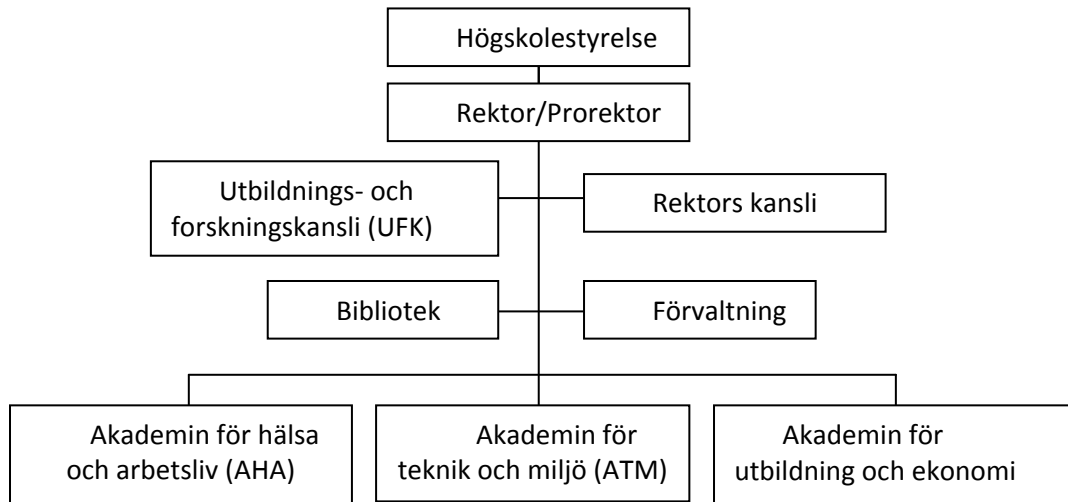 Högskolestyrelse
Rektor/Prorektor
Utbildnings- och
forskningskansli (UFK)
Rektors kansli
Bibliotek
Förvaltning
Akademin för hälsa
och arbetsliv (AHA)
Akademin för
teknik och miljö (ATM)
Akademin för
utbildning och ekonomi